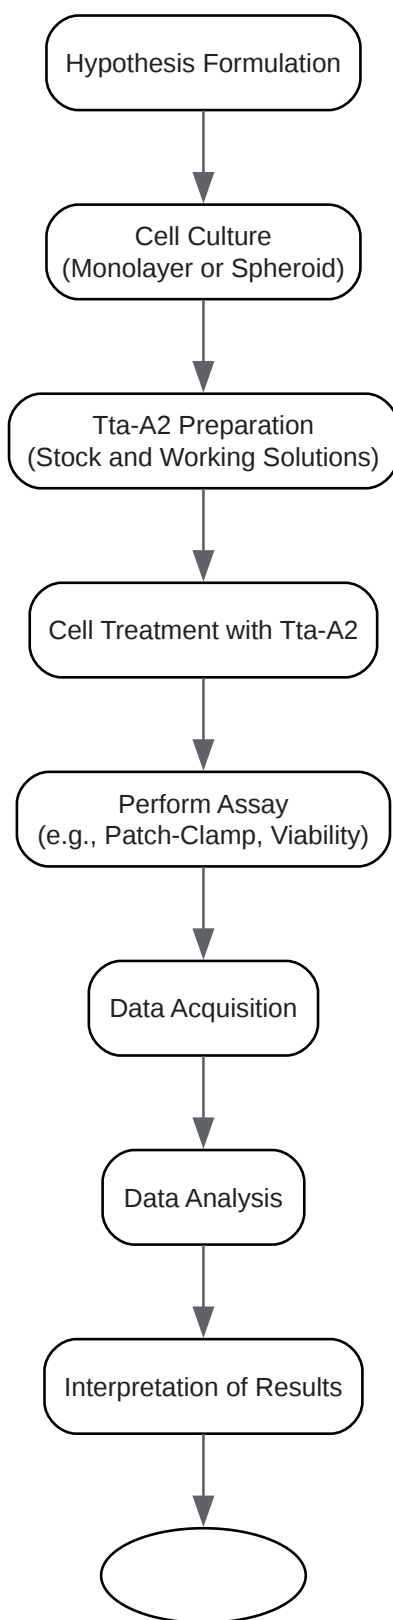 Hypothesis Formulation
Cell Culture
(Monolayer or Spheroid)
Tta-A2 Preparation
(Stock and Working Solutions)
Cell Treatment with Tta-A2
Perform Assay
(e.g., Patch-Clamp, Viability)
Data Acquisition
Data Analysis
Interpretation of Results